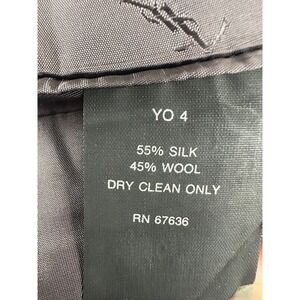 YO 4
55% SILK
45% WOOL
DRY CLEAN ONLY
RN 67636